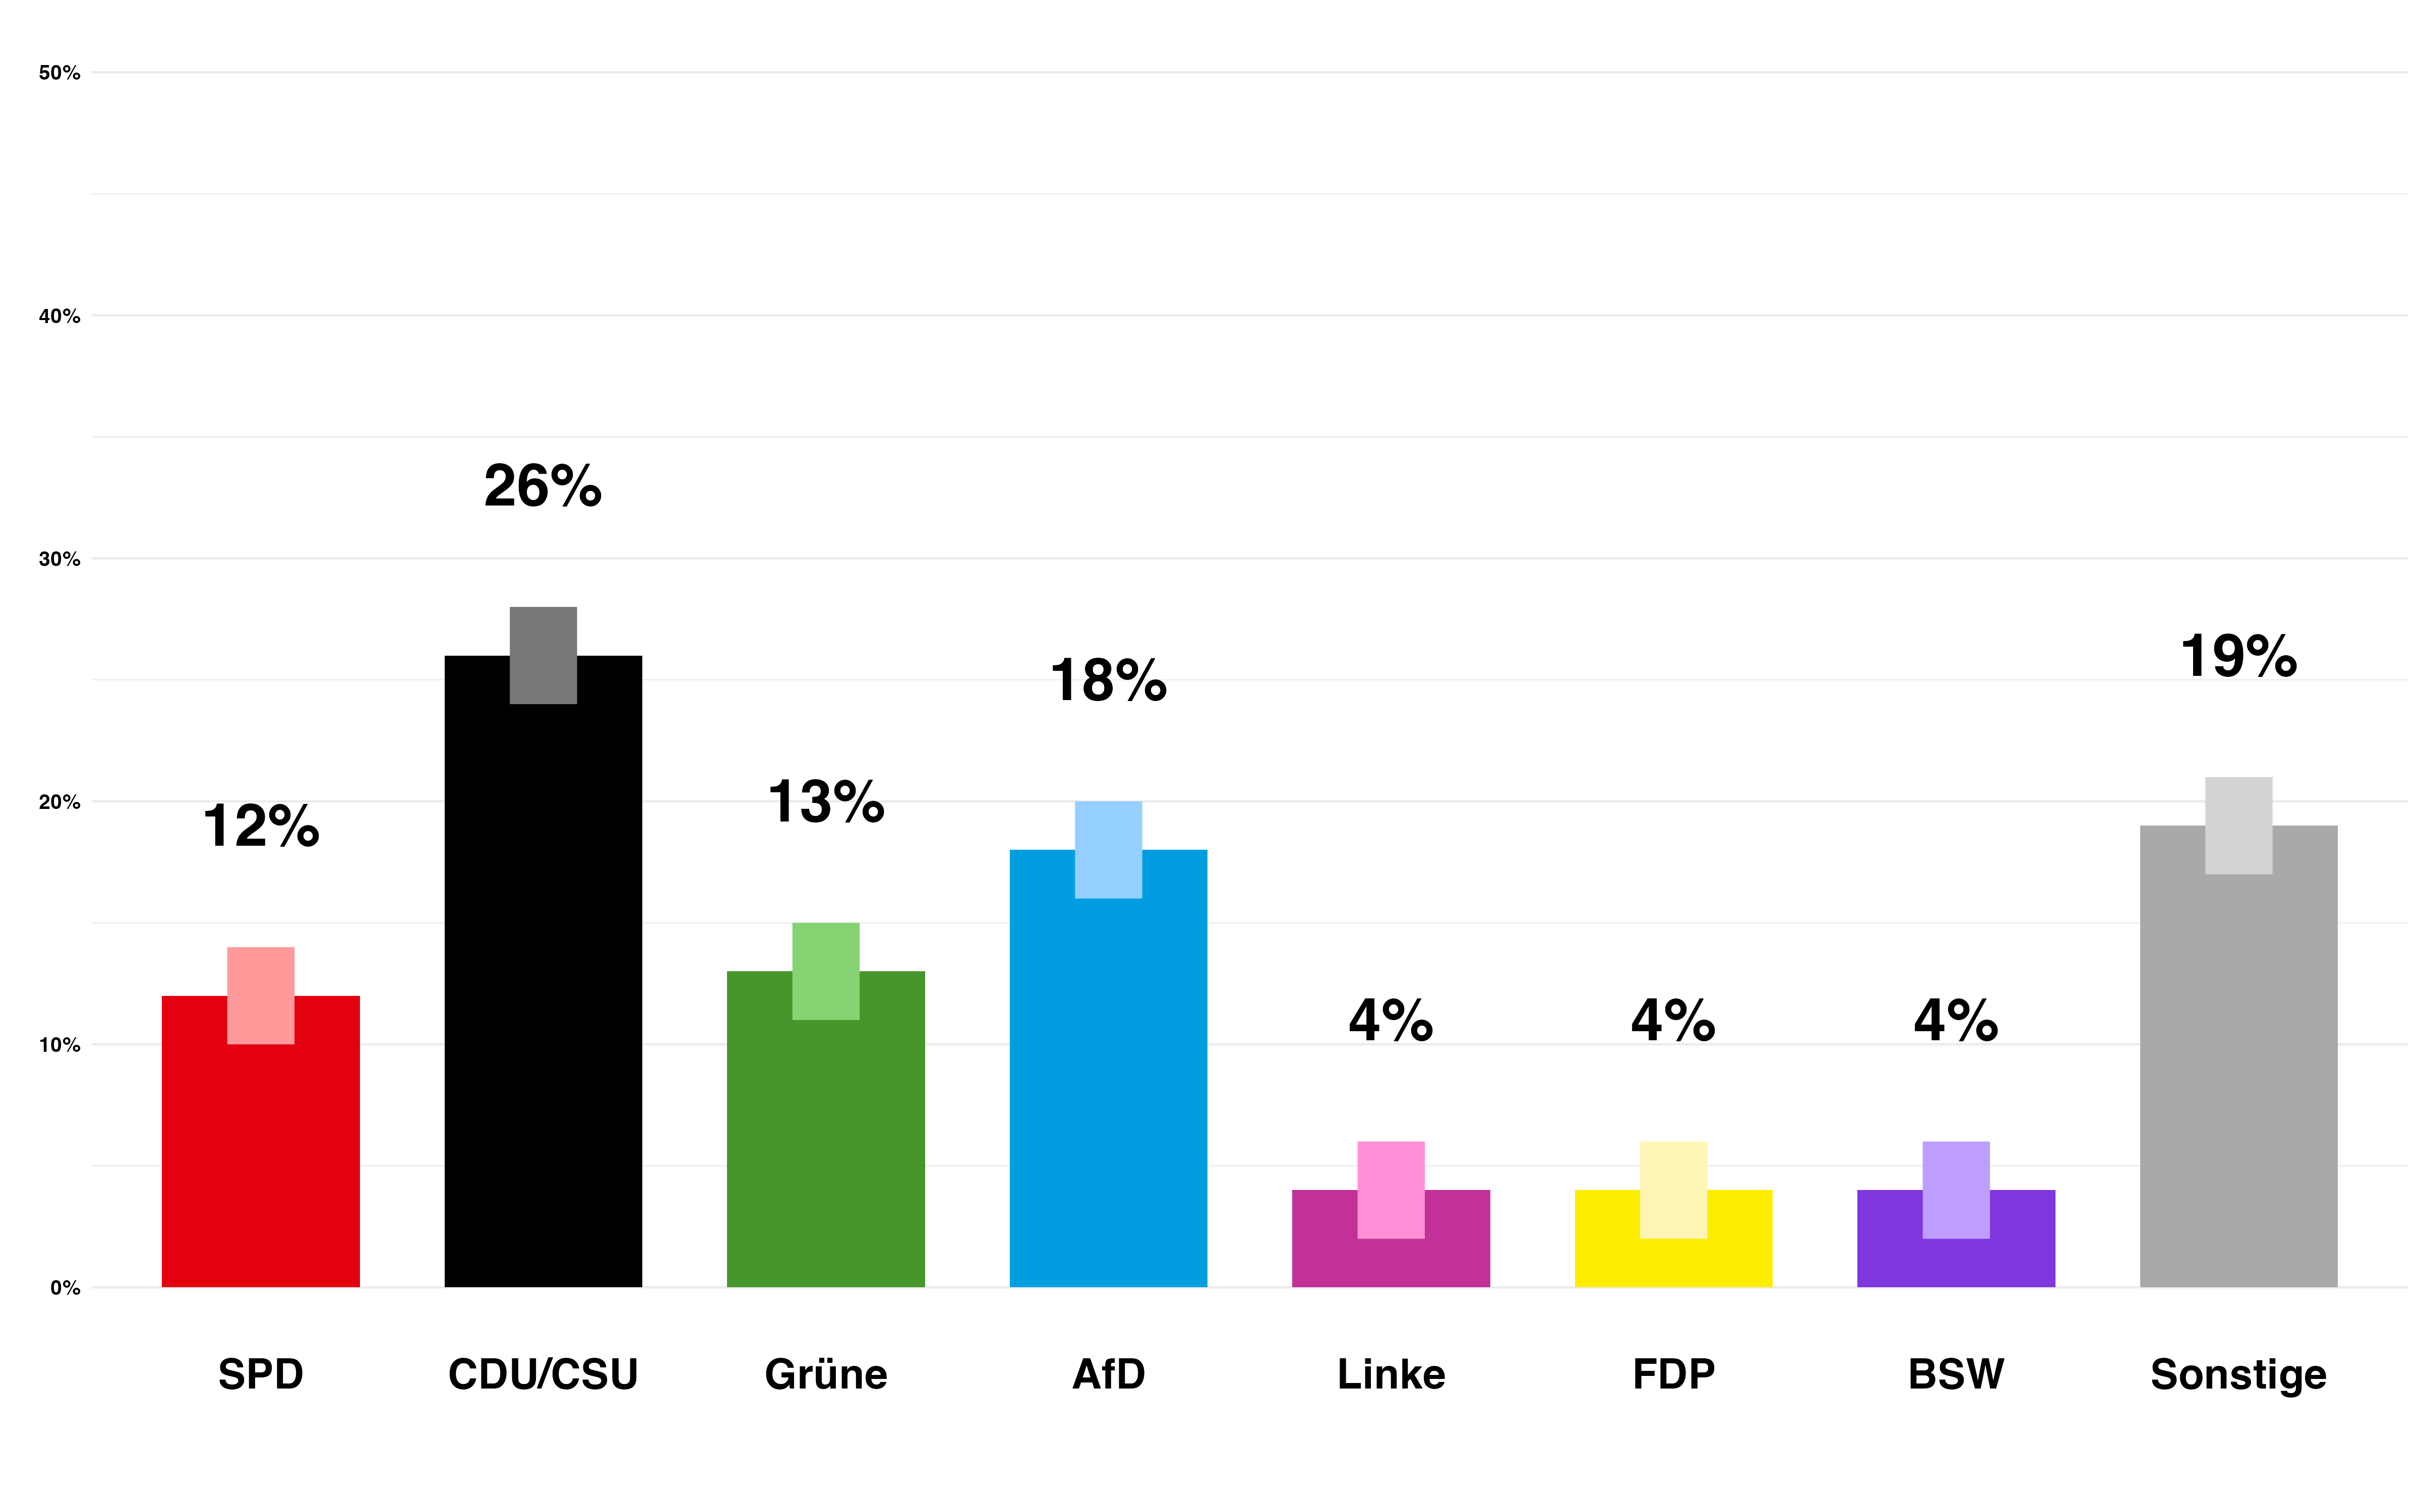 50%
40%
30%
20%
10%
0%
12%
26%
13%
18%
4%
4%
4%
19%
SPD
CDU/CSU
Grüne
AfD
Linke
FDP
BSW
Sonstige